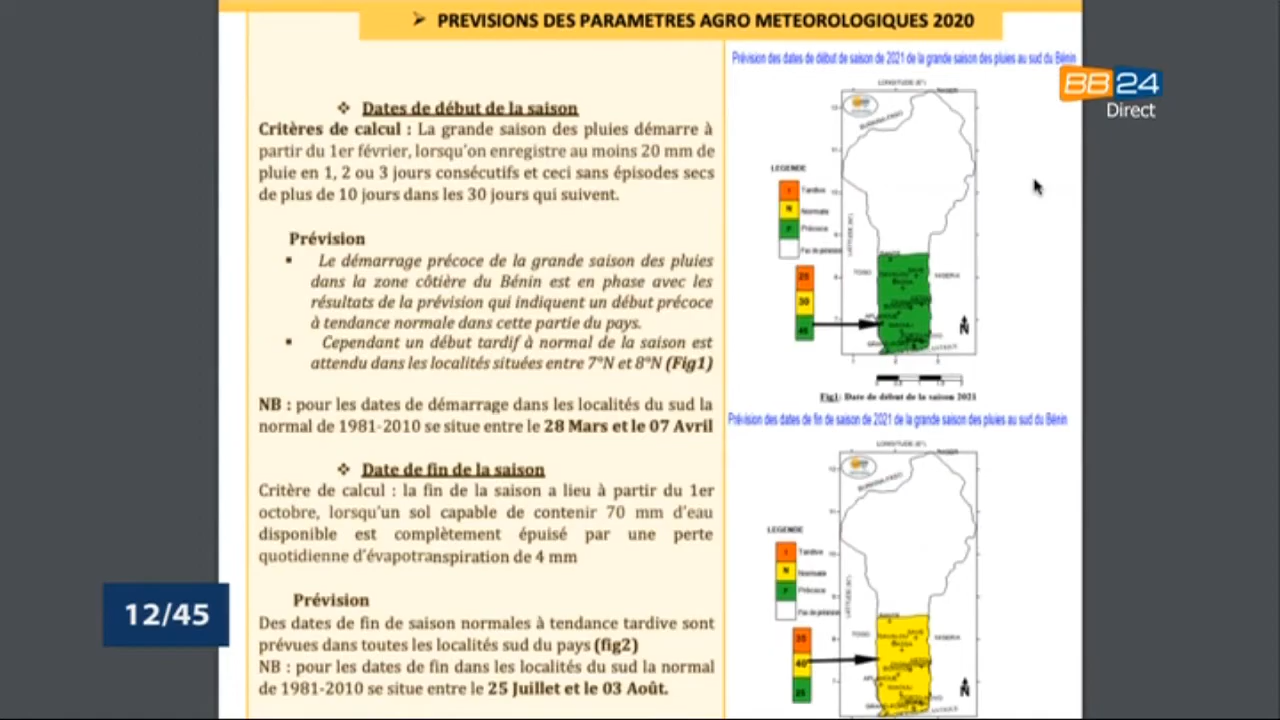 ➢ PREVISIONS DES PARAMETRES AGRO METEOROLOGIQUES 2020
❖ Dates de début de la saison
Critères de calcul : La grande saison des pluies démarre à
partir du 1er février, lorsqu'on enregistre au moins 20 mm de
pluie en 1, 2 ou 3 jours consécutifs et ceci sans épisodes secs
de plus de 10 jours dans les 30 jours qui suivent.
Prévision
▪ Le démarrage précoce de la grande saison des pluies
dans la zone côtière du Bénin est en phase avec les
résultats de la prévision qui indiquent un début précoce
à tendance normale dans cette partie du pays.
▪ Cependant un début tardif à normal de la saison est
attendu dans les localités situées entre 7°N et 8°N (Fig1)
NB : pour les dates de démarrage dans les localités du sud la
normal de 1981-2010 se situe entre le 28 Mars et le 07 Avril
❖ Date de fin de la saison
Critère de calcul : la fin de la saison a lieu à partir du 1er
octobre, lorsqu'un sol capable de contenir 70 mm d'eau
disponible est complètement épuisé par une perte
quotidienne d'évapotranspiration de 4 mm
Prévision
Des dates de fin de saison normales à tendance tardive sont
prévues dans toutes les localités sud du pays (fig2)
NB : pour les dates de fin dans les localités du sud la normal
de 1981-2010 se situe entre le 25 Juillet et le 03 Août.
12/45
Prévision des dates de début de saison de 2021 de la grande saison des pluies au sud du Bénin
BB24
Direct
LONGITUDE (E°)
BURKINA FASO
NIGER
LEGENDE
Tardive
N Normale
P Précoce
LATITUDE (N°)
TOGO
NIGERIA
25
30
45
N
Fig1: Date de début de la saison 2021
Prévision des dates de fin de saison de 2021 de la grande saison des pluies au sud du Bénin
LONGITUDE (E°)
BURKINA FASO
NIGER
LEGENDE
Tardive
N Normale
P Précoce
LATITUDE (N°)
TOGO
NIGERIA
35
40
25
N